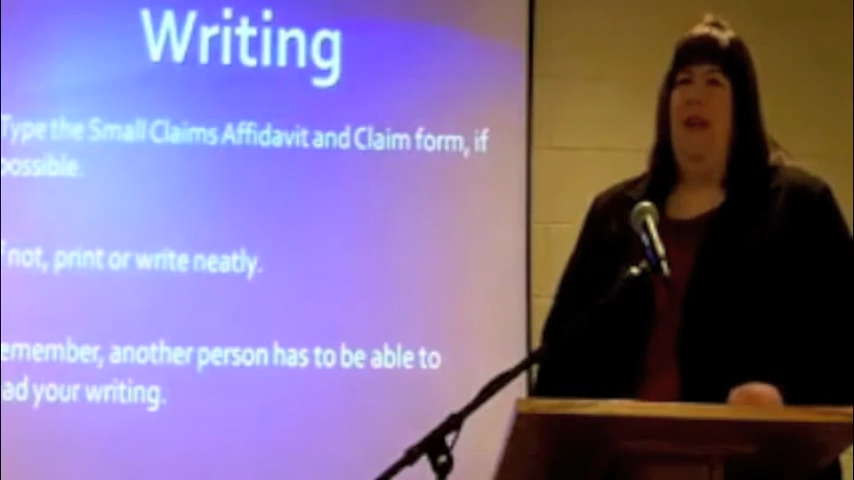 Writing
Type the Small Claims Affidavit and Claim form, if
possible.
f not, print or write neatly.
emember, another person has to be able to
ad your writing.